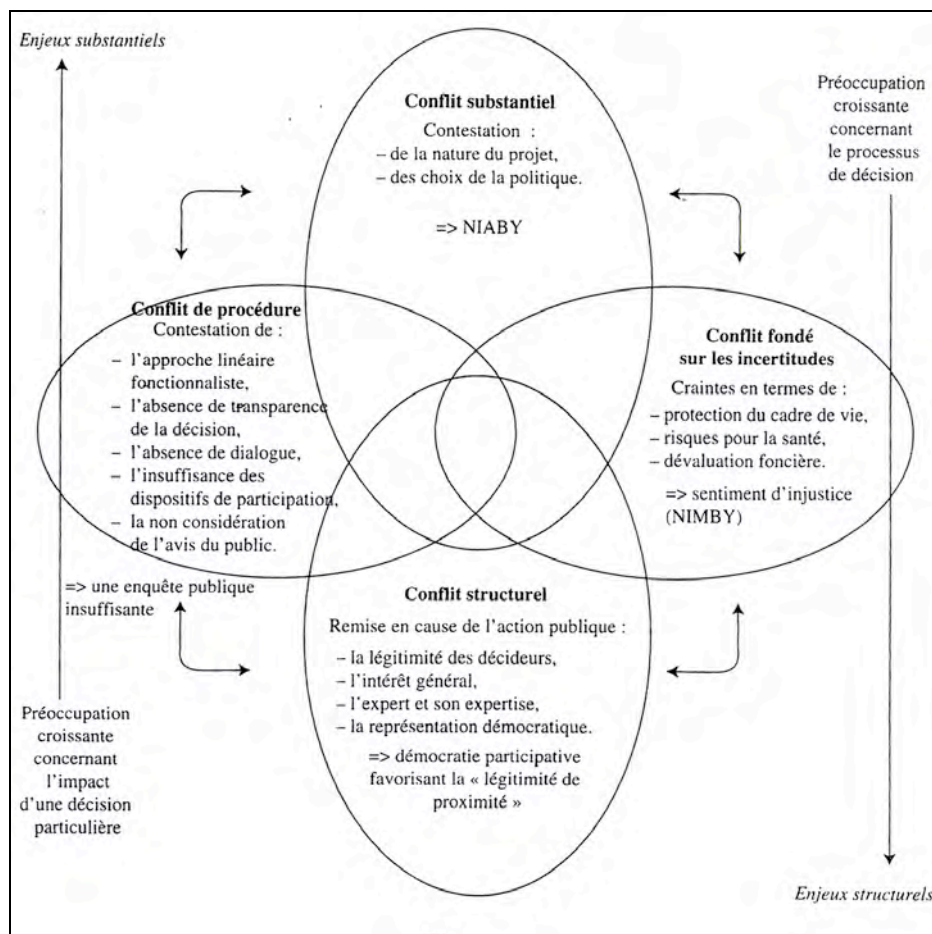 Enjeux substantiels
Préoccupation
croissante
concernant
le processus
de décision
Conflit substantiel
Contestation :
– de la nature du projet,
– des choix de la politique.
=> NIABY
Conflit de procédure
Contestation de :
– l'approche linéaire
fonctionnaliste,
– l'absence de transparence
de la décision,
– l'absence de dialogue,
– l'insuffisance des
dispositifs de participation,
– la non considération
de l'avis du public.
=> une enquête publique
insuffisante
Conflit fondé
sur les incertitudes
Craintes en termes de :
– protection du cadre de vie,
– risques pour la santé,
– dévaluation foncière.
=> sentiment d'injustice
(NIMBY)
Conflit structurel
Remise en cause de l'action publique :
– la légitimité des décideurs,
– l'intérêt général,
– l'expert et son expertise,
– la représentation démocratique.
=> démocratie participative
favorisant la « légitimité de
proximité »
Préoccupation
croissante
concernant
l'impact
d'une décision
particulière
Enjeux structurels